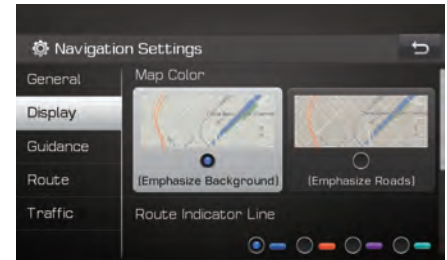 Navigation Settings
General
Display
Guidance
Route
Traffic
Map Color
(Emphasize Background)
(Emphasize Roads)
Route Indicator Line